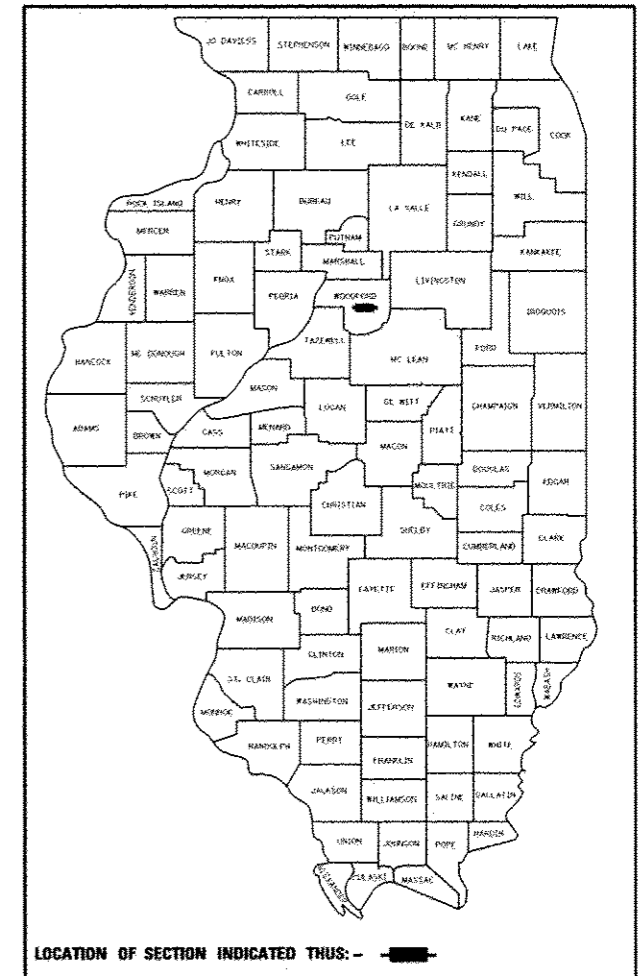 JO DAVIESS STEPHENSON WINNEBAGO BOONE MC HENRY LAKE
CARROLL OGLE DE KALB KANE DU PAGE COOK
WHITESIDE LEE
KENDALL WILL
ROCK ISLAND HENRY BUREAU LA SALLE GRUNDY
MERCER PUTNAM
STARK MARSHALL KANKAKEE
HENDERSON WARREN KNOX PEORIA WOODFORD LIVINGSTON IROQUOIS
HANCOCK MC DONOUGH FULTON TAZEWELL MC LEAN FORD
MASON
SCHUYLER LOGAN DE WITT CHAMPAIGN VERMILION
ADAMS BROWN CASS MENARD MACON PIATT
MORGAN SANGAMON DOUGLAS EDGAR
PIKE SCOTT CHRISTIAN MOULTRIE COLES
GREENE MACOUPIN MONTGOMERY SHELBY CUMBERLAND CLARK
CALHOUN JERSEY
FAYETTE EFFINGHAM JASPER CRAWFORD
MADISON BOND CLAY RICHLAND LAWRENCE
CLINTON MARION
ST. CLAIR WAYNE EDWARDS WABASH
MONROE WASHINGTON JEFFERSON
RANDOLPH PERRY HAMILTON WHITE
FRANKLIN
JACKSON WILLIAMSON SALINE GALLATIN
UNION JOHNSON POPE HARDIN
ALEXANDER PULASKI MASSAC
LOCATION OF SECTION INDICATED THUS: -